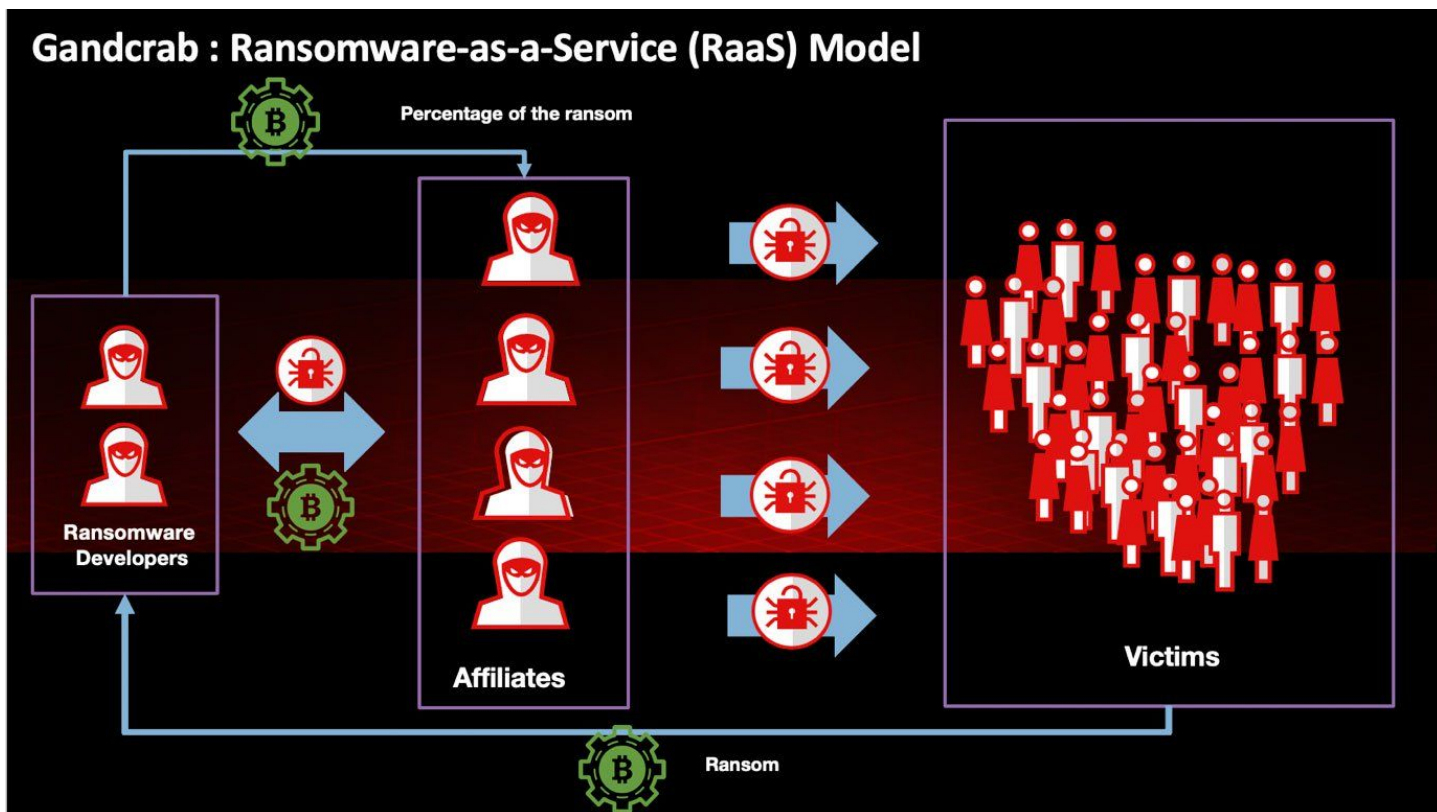 Gandcrab : Ransomware-as-a-Service (RaaS) Model
Percentage of the ransom
Ransomware
Developers
Affiliates
Victims
Ransom